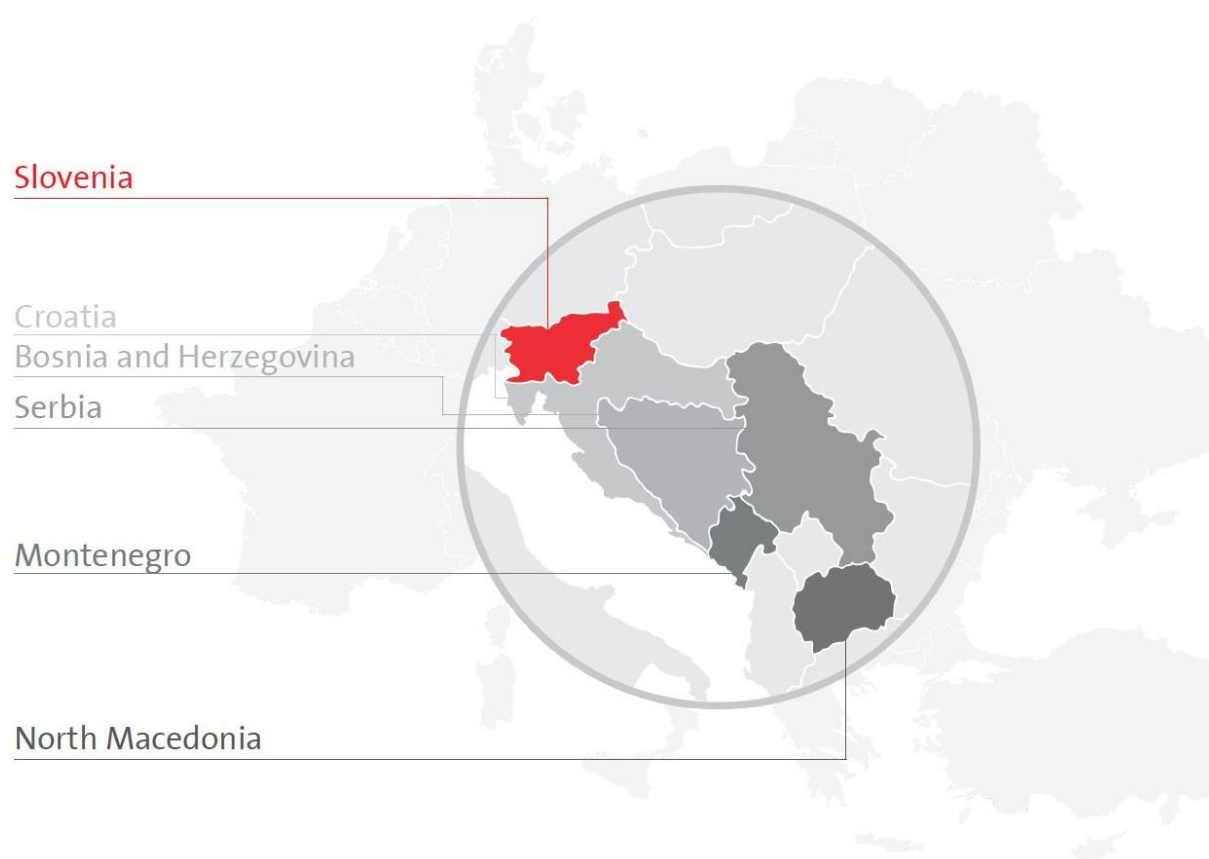 Slovenia
Croatia
Bosnia and Herzegovina
Serbia
Montenegro
North Macedonia